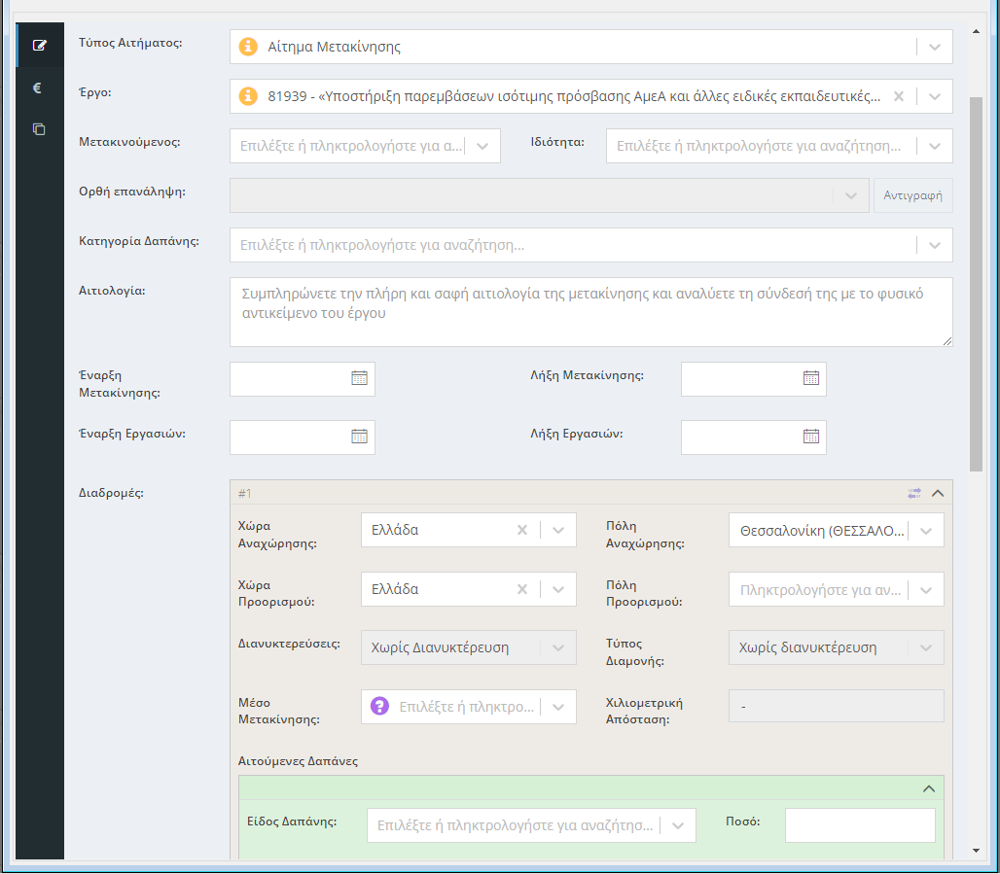 Τύπος Αιτήματος: Αίτημα Μετακίνησης
€
Έργο: 81939 - «Υποστήριξη παρεμβάσεων ισότιμης πρόσβασης ΑμεΑ και άλλες ειδικές εκπαιδευτικές...
Μετακινούμενος: Επιλέξτε ή πληκτρολογήστε για α... Ιδιότητα: Επιλέξτε ή πληκτρολογήστε για αναζήτηση...
Ορθή επανάληψη: Αντιγραφή
Κατηγορία Δαπάνης: Επιλέξτε ή πληκτρολογήστε για αναζήτηση...
Αιτιολογία: Συμπληρώνετε την πλήρη και σαφή αιτιολογία της μετακίνησης και αναλύετε τη σύνδεσή της με το φυσικό
αντικείμενο του έργου
Έναρξη
Μετακίνησης:
Λήξη Μετακίνησης:
Έναρξη Εργασιών: Λήξη Εργασιών:
Διαδρομές: #1
Χώρα
Αναχώρησης:
Ελλάδα
Πόλη
Αναχώρησης:
Θεσσαλονίκη (ΘΕΣΣΑΛΟ...
Χώρα
Προορισμού:
Ελλάδα
Πόλη
Προορισμού:
Πληκτρολογήστε για αν...
Διανυκτερεύσεις: Χωρίς Διανυκτέρευση
Τύπος
Διαμονής:
Χωρίς διανυκτέρευση
Μέσο
Μετακίνησης:
Επιλέξτε ή πληκτρο...
Χιλιομετρική
Απόσταση:
-
Αιτούμενες Δαπάνες
Είδος Δαπάνης: Επιλέξτε ή πληκτρολογήστε για αναζήτησ... Ποσό: